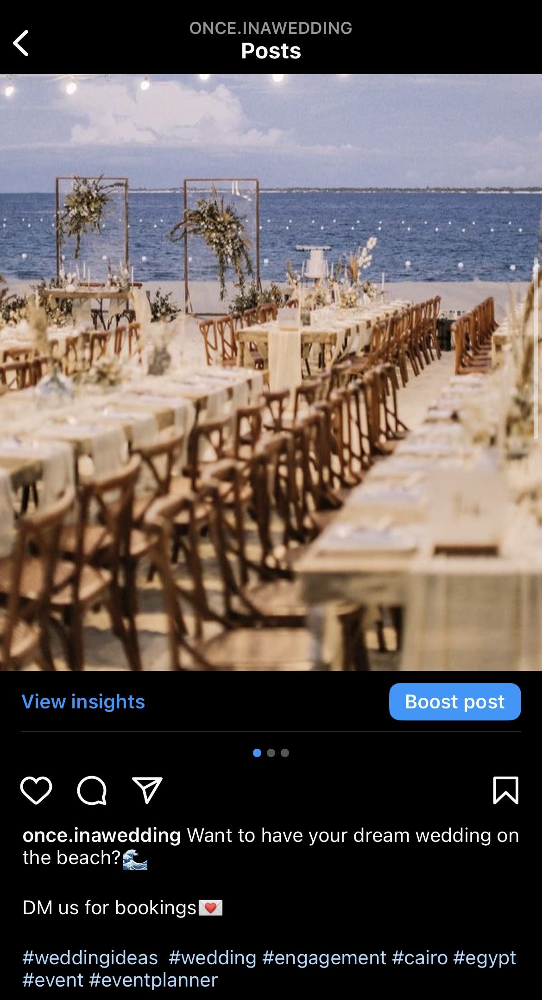 ONCE.INAWEDDING
Posts
View insights
Boost post
once.inawedding Want to have your dream wedding on
the beach?🌊
DM us for bookings💌
#weddingideas #wedding #engagement #cairo #egypt
#event #eventplanner